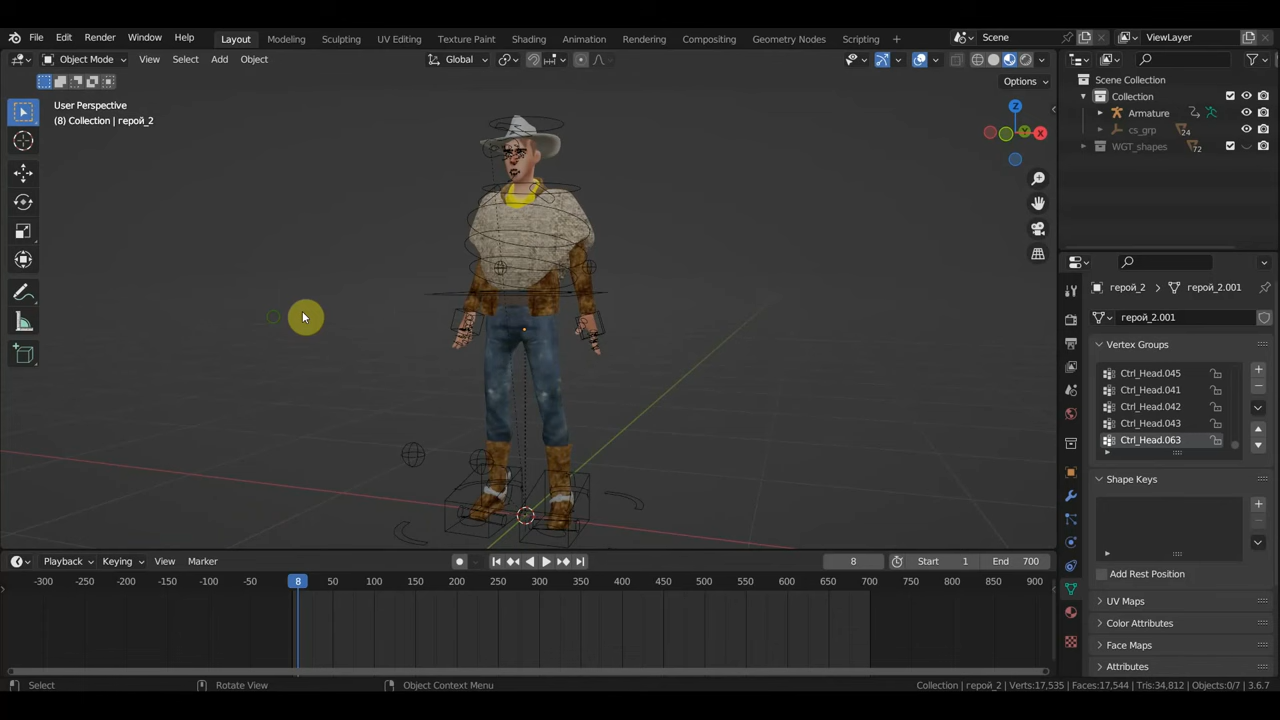 File Edit Render Window Help Layout Modeling Sculpting UV Editing Texture Paint Shading Animation Rendering Compositing Geometry Nodes Scripting + Scene ViewLayer
Object Mode View Select Add Object Global
Options
Scene Collection
Collection
Armature
cs_grp 24
WGT_shapes 72
User Perspective
(8) Collection | герой_2
Z
Y
X
герой_2 > герой_2.001
герой_2.001
Vertex Groups
Ctrl_Head.045
Ctrl_Head.041
Ctrl_Head.042
Ctrl_Head.043
Ctrl_Head.063
Shape Keys
Add Rest Position
UV Maps
Color Attributes
Face Maps
Attributes
Playback Keying View Marker 8 Start 1 End 700
-300 -250 -200 -150 -100 -50 8 50 100 150 200 250 300 350 400 450 500 550 600 650 700 750 800 850 900
Select Rotate View Object Context Menu Collection | герой_2 | Verts:17,535 | Faces:17,544 | Tris:34,812 | Objects:0/7 | 3.6.7